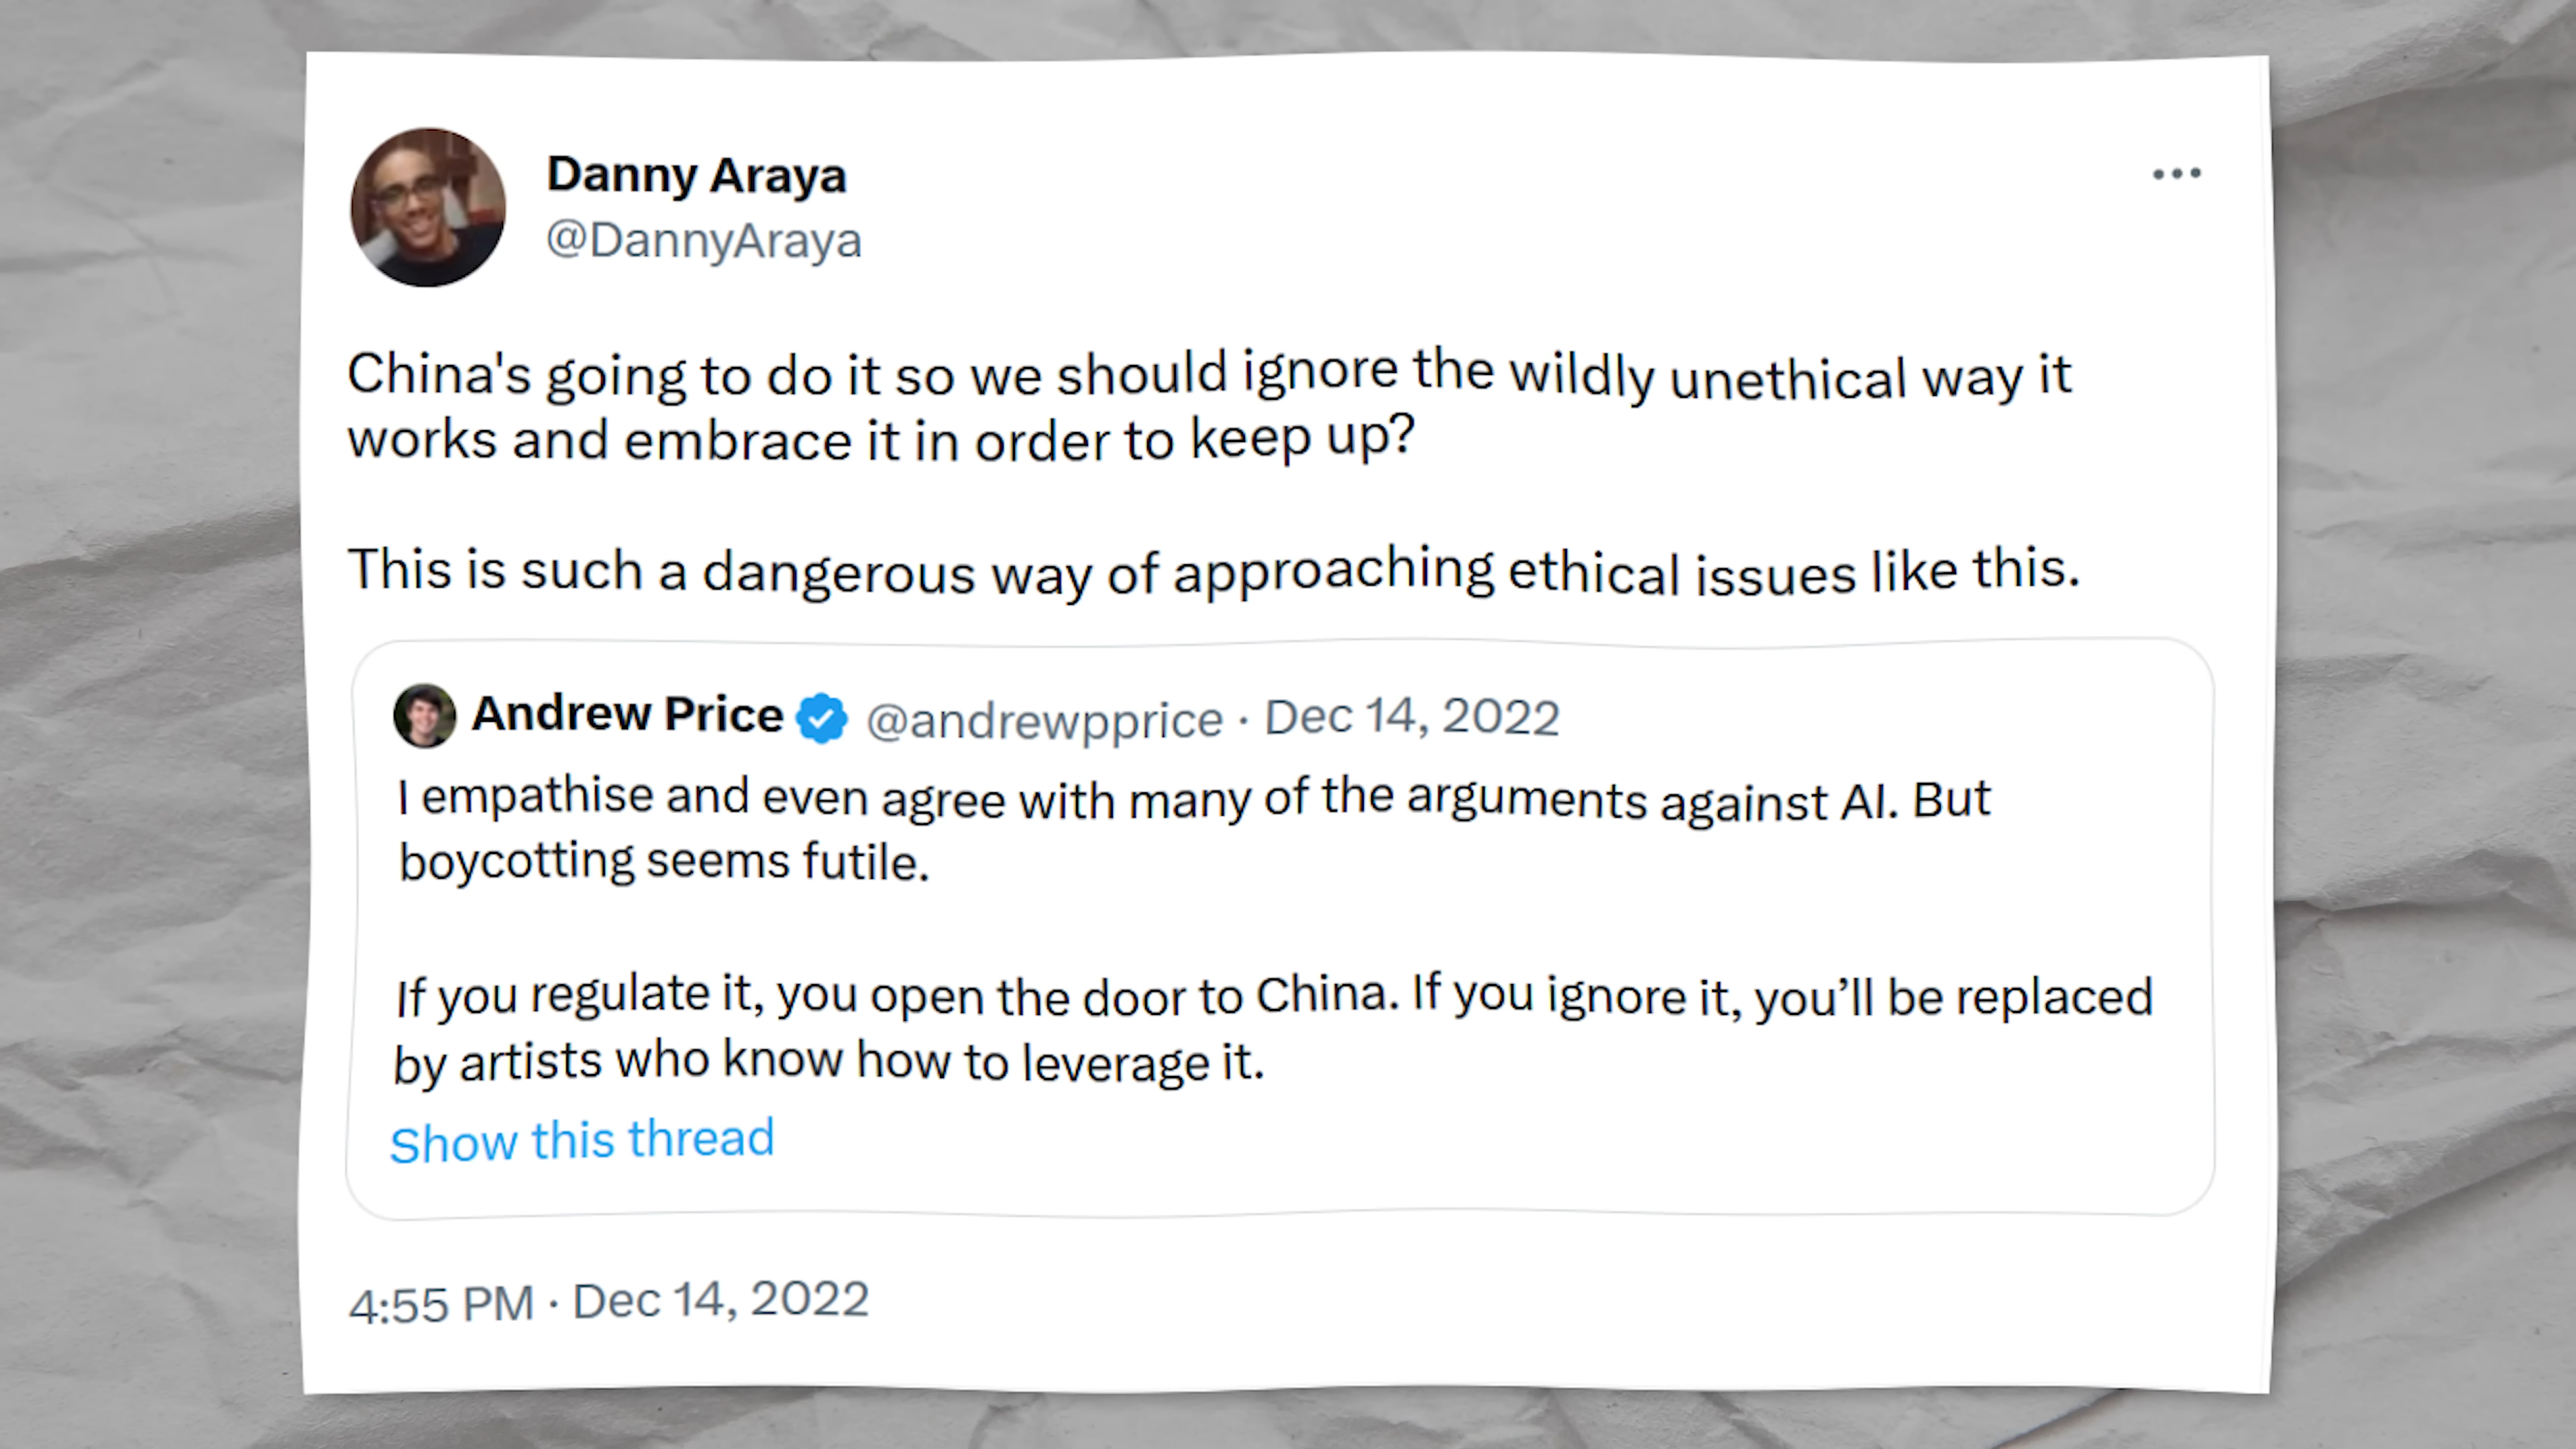 Danny Araya
@DannyAraya
China's going to do it so we should ignore the wildly unethical way it
works and embrace it in order to keep up?
This is such a dangerous way of approaching ethical issues like this.
Andrew Price @andrewpprice · Dec 14, 2022
I empathise and even agree with many of the arguments against AI. But
boycotting seems futile.
If you regulate it, you open the door to China. If you ignore it, you’ll be replaced
by artists who know how to leverage it.
Show this thread
4:55 PM · Dec 14, 2022